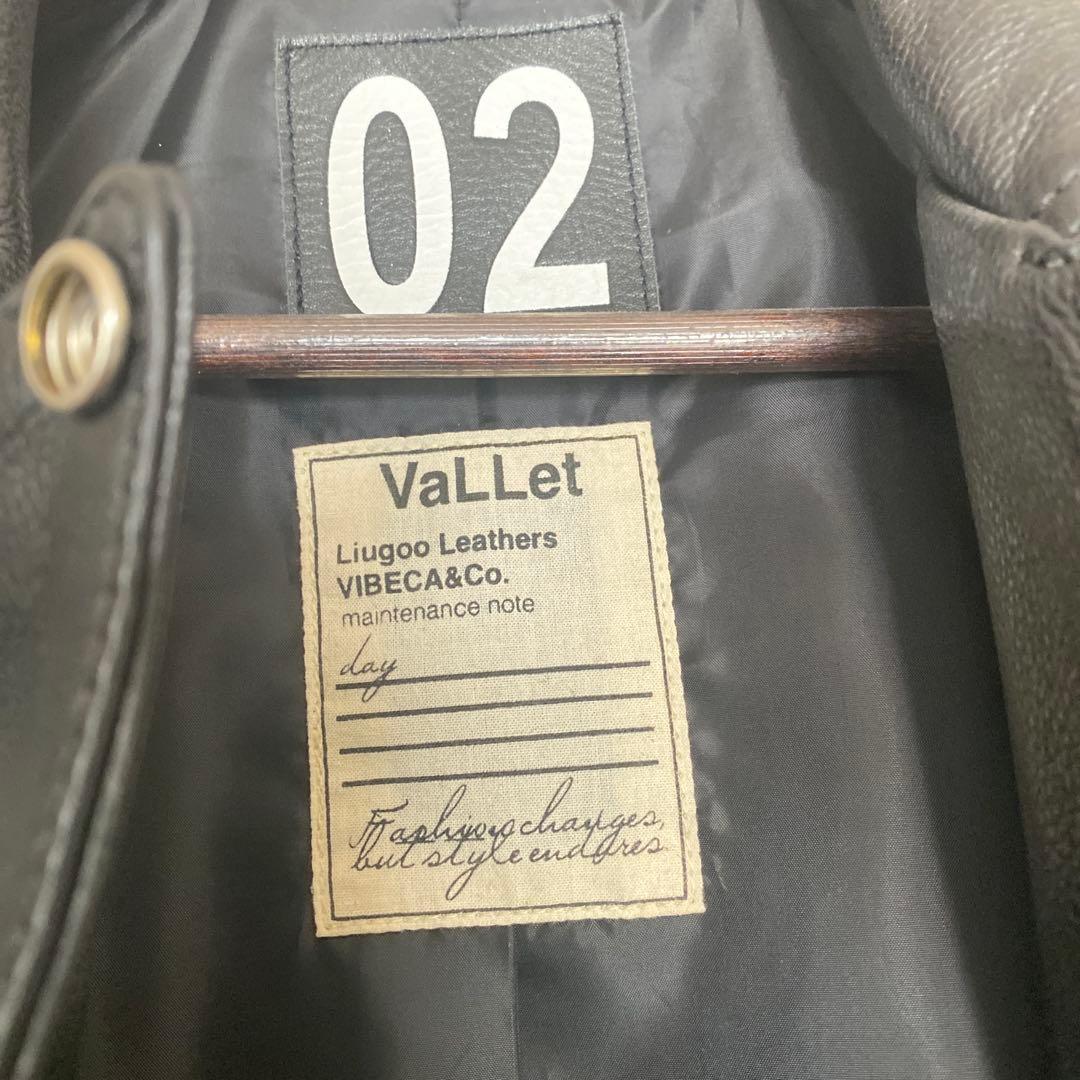 02
VaLLet
Liugoo Leathers
VIBECA&Co.
maintenance note
day
Fashion changes,
but style endures